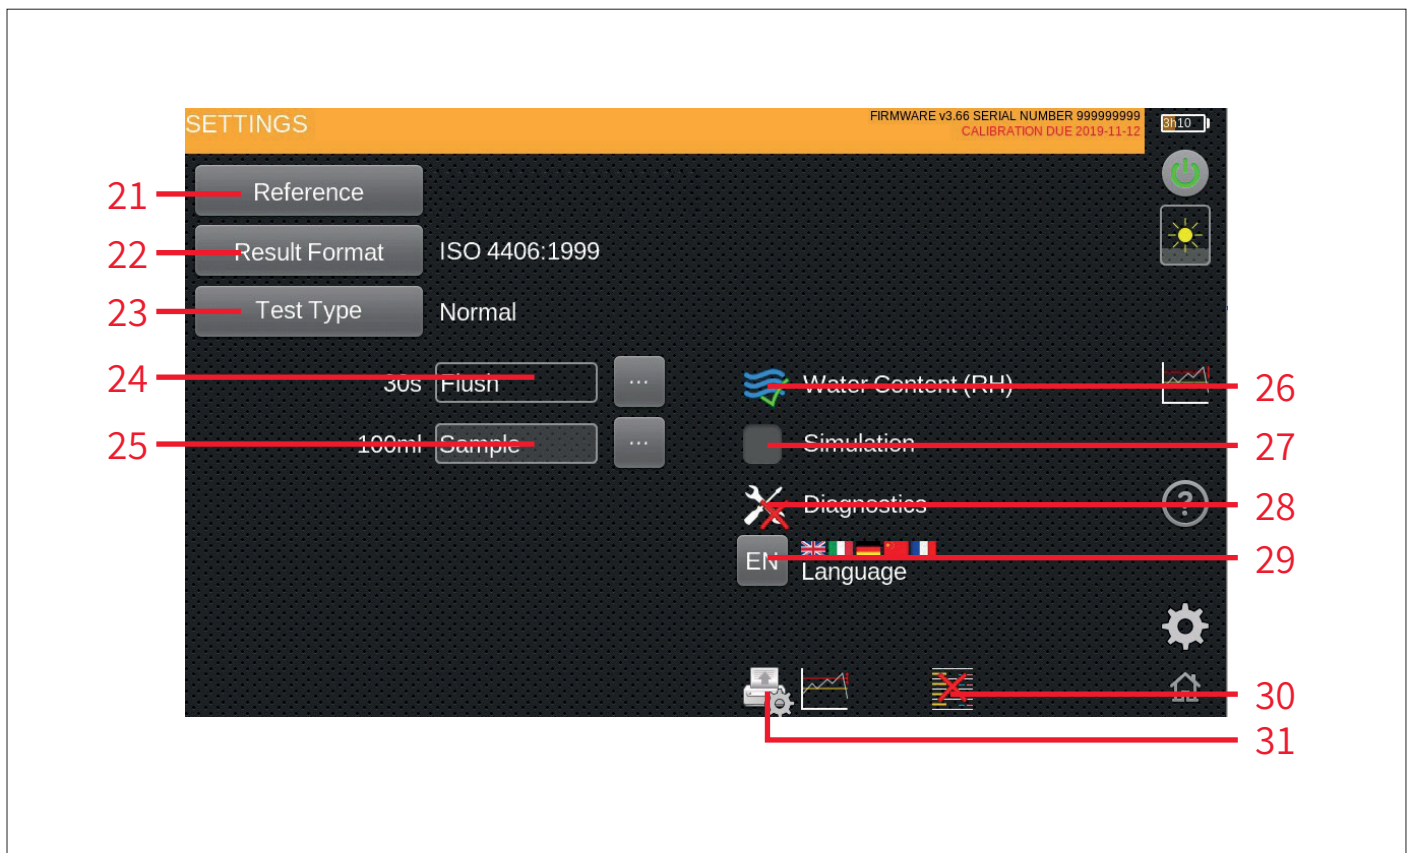 SETTINGS
FIRMWARE v3.66 SERIAL NUMBER 999999999
CALIBRATION DUE 2019-11-12
3h10
21
Reference
22
Result Format
ISO 4406:1999
23
Test Type
Normal
24
30s
Flush
...
Water Content (RH)
26
25
100ml
Sample
...
Simulation
27
Diagnostics
?
28
EN
Language
29
30
31